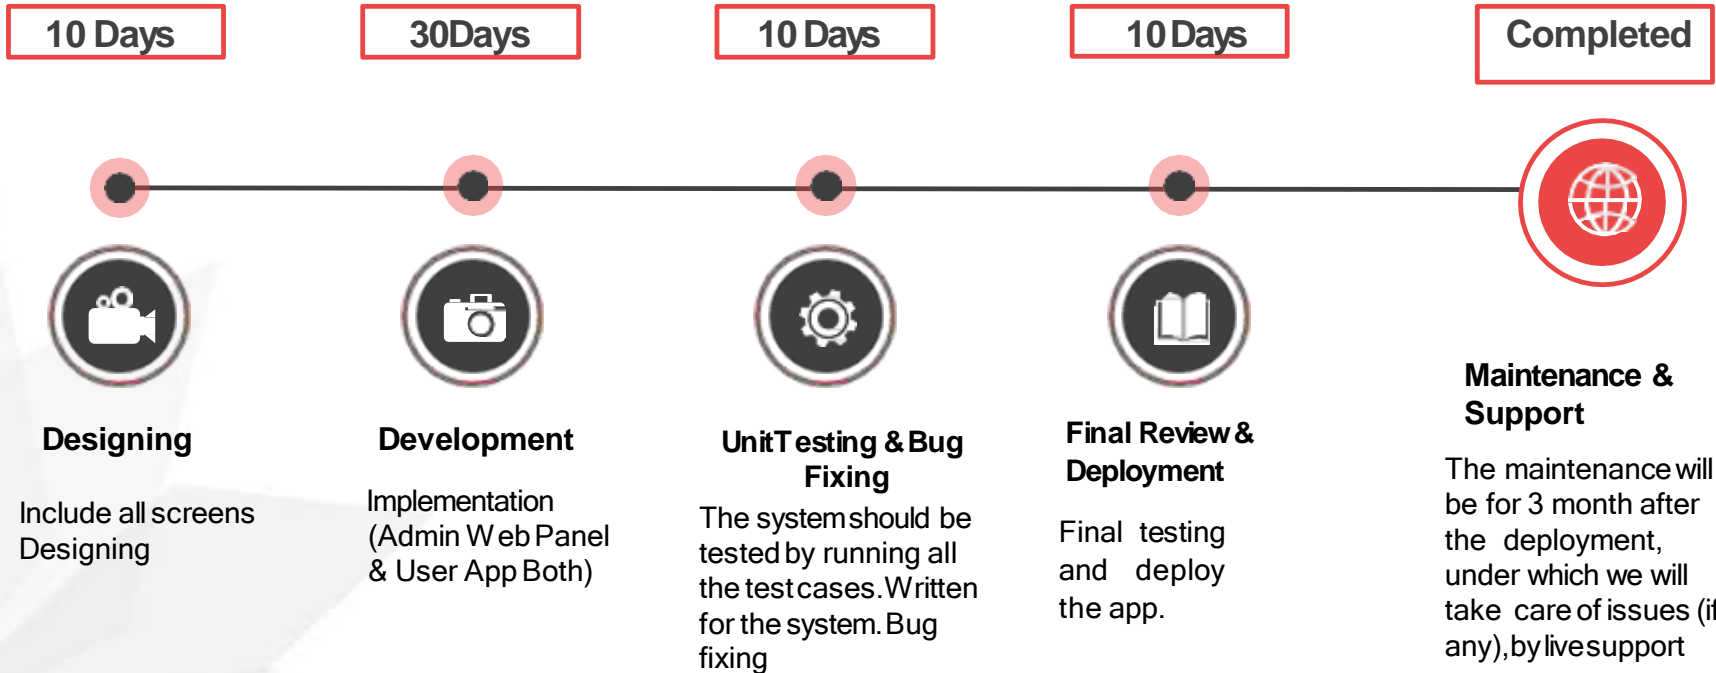 10 Days
30Days
10 Days
10 Days
Completed
Designing
Include all screens
Designing
Development
Implementation
(Admin Web Panel
& User App Both)
UnitTesting & Bug
Fixing
The system should be
tested by running all
the test cases. Written
for the system. Bug
fixing
Final Review &
Deployment
Final testing
and deploy
the app.
Maintenance &
Support
The maintenance will
be for 3 month after
the deployment,
under which we will
take care of issues (if
any), by live support